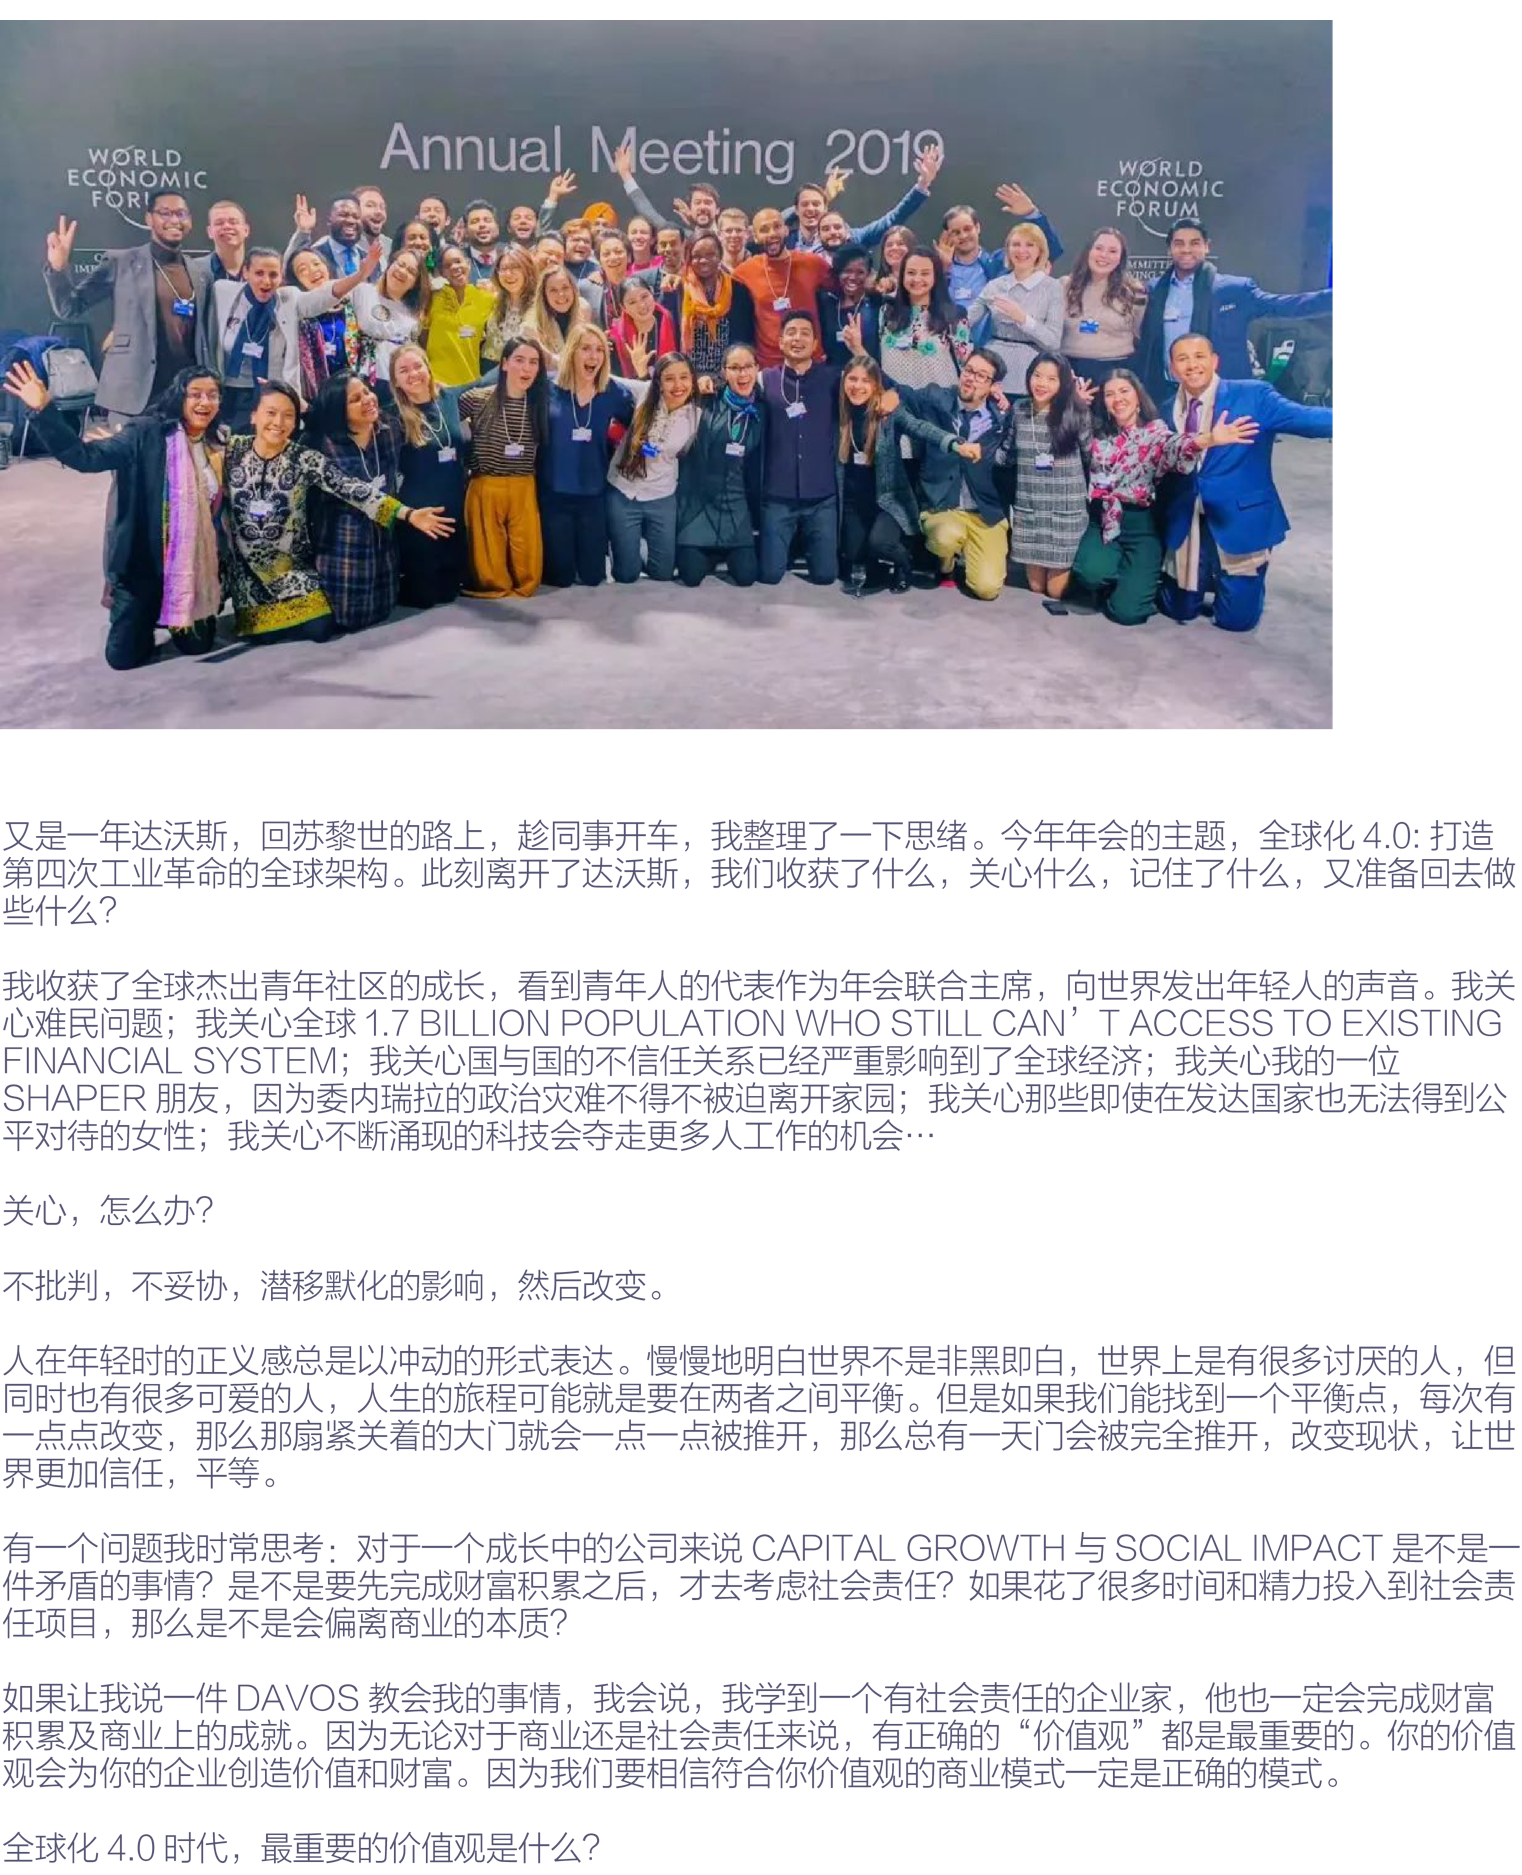 Annual Meeting 2019
WORLD
ECONOMIC
FORUM
WORLD
ECONOMIC
FORUM
又是一年达沃斯，回苏黎世的路上，趁同事开车，我整理了一下思绪。今年年会的主题，全球化 4.0: 打造
第四次工业革命的全球架构。此刻离开了达沃斯，我们收获了什么，关心什么，记住了什么，又准备回去做
些什么？
我收获了全球杰出青年社区的成长，看到青年人的代表作为年会联合主席，向世界发出年轻人的声音。我关
心难民问题；我关心全球 1.7 BILLION POPULATION WHO STILL CAN’T ACCESS TO EXISTING
FINANCIAL SYSTEM；我关心国与国的不信任关系已经严重影响到了全球经济；我关心我的一位
SHAPER 朋友，因为委内瑞拉的政治灾难不得不被迫离开家园；我关心那些即使在发达国家也无法得到公
平对待的女性；我关心不断涌现的科技会夺走更多人工作的机会…
关心，怎么办？
不批判，不妥协，潜移默化的影响，然后改变。
人在年轻时的正义感总是以冲动的形式表达。慢慢地明白世界不是非黑即白，世界上是有很多讨厌的人，但
同时也有很多可爱的人，人生的旅程可能就是要在两者之间平衡。但是如果我们能找到一个平衡点，每次有
一点点改变，那么那扇紧关着的大门就会一点一点被推开，那么总有一天门会被完全推开，改变现状，让世
界更加信任，平等。
有一个问题我时常思考：对于一个成长中的公司来说 CAPITAL GROWTH 与 SOCIAL IMPACT 是不是一
件矛盾的事情？是不是要先完成财富积累之后，才去考虑社会责任？如果花了很多时间和精力投入到社会责
任项目，那么是不是会偏离商业的本质？
如果让我说一件 DAVOS 教会我的事情，我会说，我学到一个有社会责任的企业家，他也一定会完成财富
积累及商业上的成就。因为无论对于商业还是社会责任来说，有正确的“价值观”都是最重要的。你的价值
观会为你的企业创造价值和财富。因为我们要相信符合你价值观的商业模式一定是正确的模式。
全球化 4.0 时代，最重要的价值观是什么？